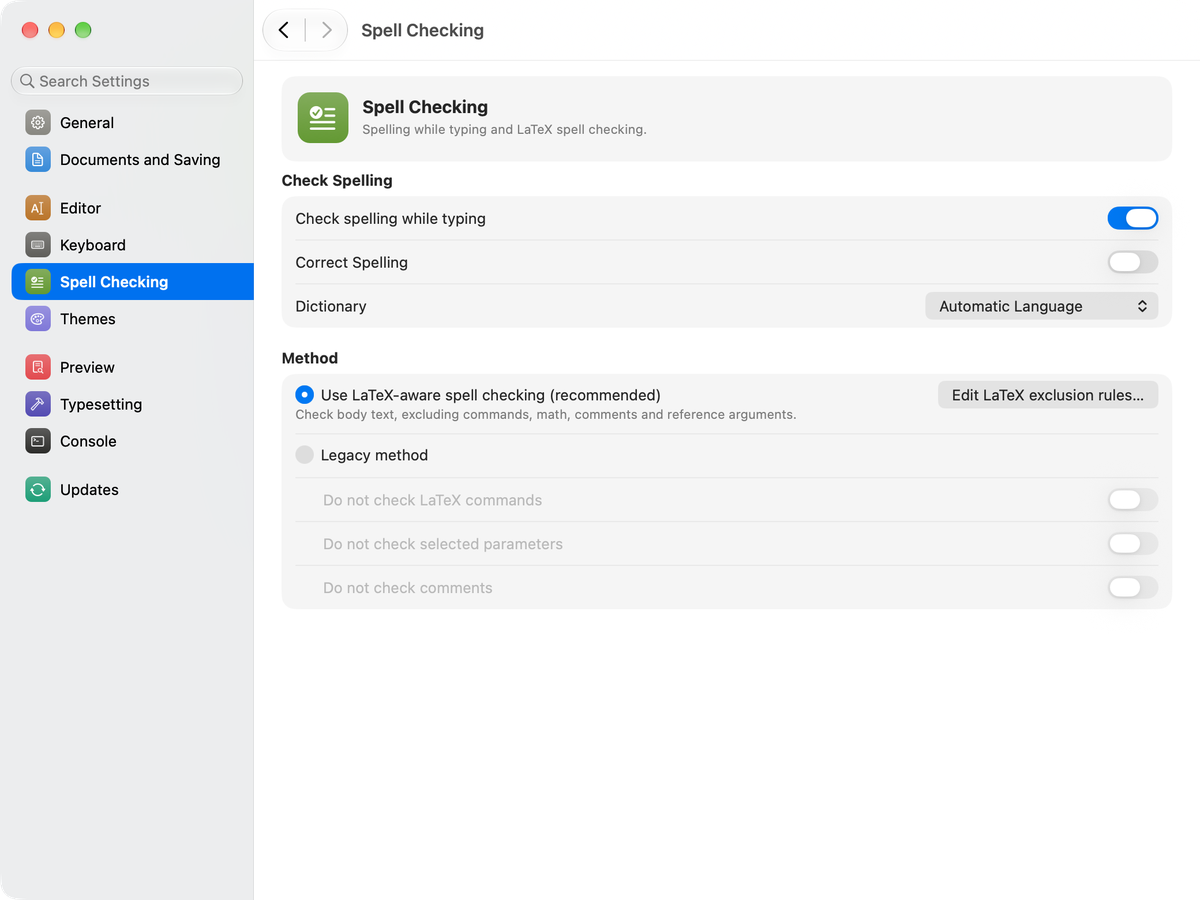 Spell Checking
Search Settings
General
Documents and Saving
Editor
Keyboard
Spell Checking
Themes
Preview
Typesetting
Console
Updates
Spell Checking
Spelling while typing and LaTeX spell checking.
Check Spelling
Check spelling while typing
Correct Spelling
Dictionary
Automatic Language
Method
Use LaTeX-aware spell checking (recommended)
Edit LaTeX exclusion rules...
Check body text, excluding commands, math, comments and reference arguments.
Legacy method
Do not check LaTeX commands
Do not check selected parameters
Do not check comments